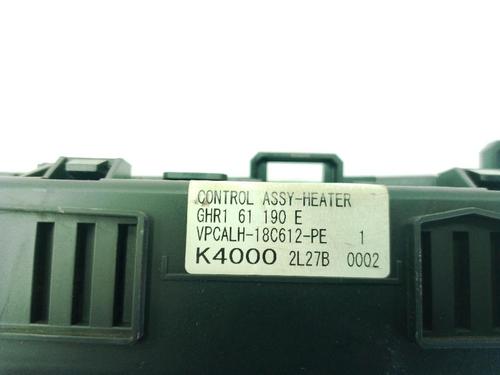 CONTROL ASSY-HEATER
GHR1 61 190 E
VPCALH-18C612-PE 1
K4000 2L27B 0002